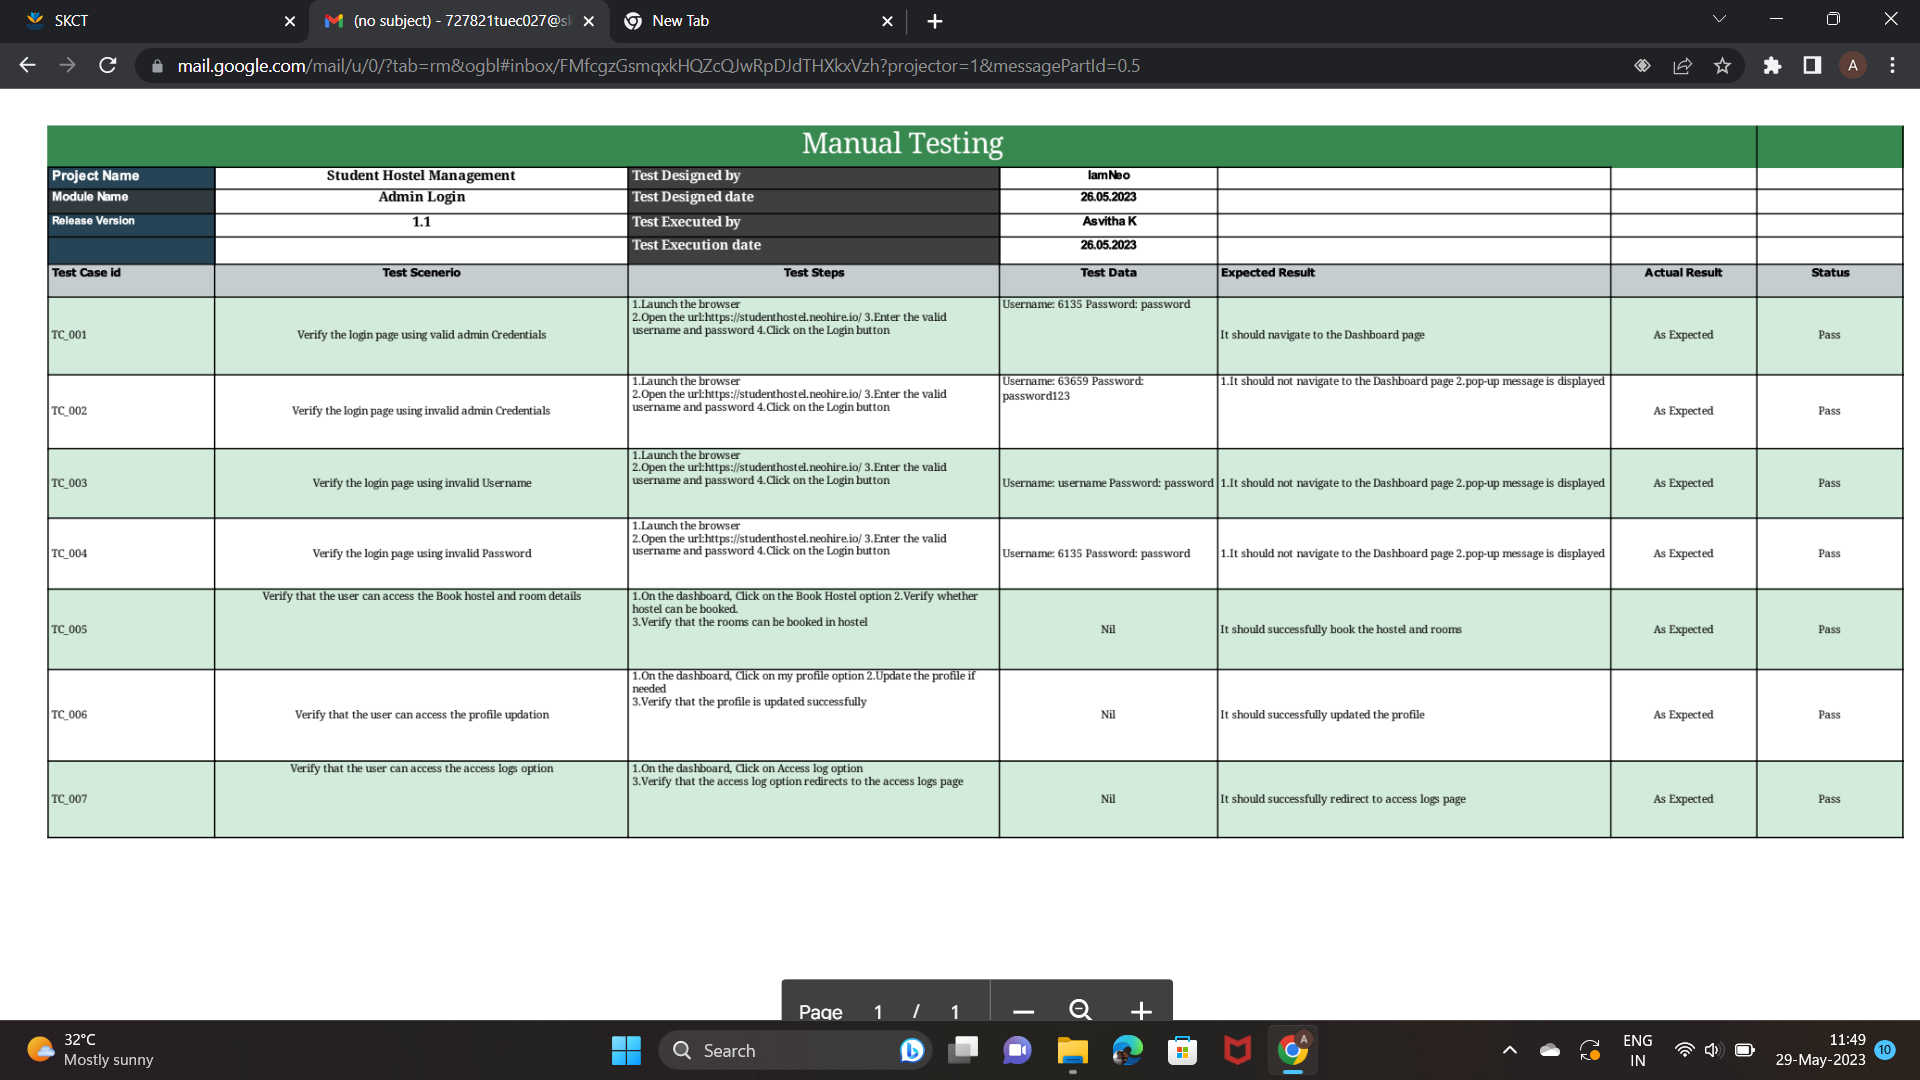 SKCT
(no subject) - 727821tuec027@sk
New Tab
mail.google.com/mail/u/0/?tab=rm&ogbl#inbox/FMfcgzGsmqxkHQZcQJwRpDJdTHXkxVzh?projector=1&messagePartId=0.5
A
Manual Testing
Project Name Student Hostel Management Test Designed by IamNeo
Module Name Admin Login Test Designed date 26.05.2023
Release Version 1.1 Test Executed by Asvitha K
Test Execution date 26.05.2023
Test Case id Test Scenerio Test Steps Test Data Expected Result Actual Result Status
TC_001
Verify the login page using valid admin Credentials
1.Launch the browser
2.Open the url:https://studenthostel.neohire.io/ 3.Enter the valid
username and password 4.Click on the Login button
Username: 6135 Password: password
It should navigate to the Dashboard page
As Expected
Pass
TC_002
Verify the login page using invalid admin Credentials
1.Launch the browser
2.Open the url:https://studenthostel.neohire.io/ 3.Enter the valid
username and password 4.Click on the Login button
Username: 63659 Password:
password123
1.It should not navigate to the Dashboard page 2.pop-up message is displayed
As Expected
Pass
TC_003
Verify the login page using invalid Username
1.Launch the browser
2.Open the url:https://studenthostel.neohire.io/ 3.Enter the valid
username and password 4.Click on the Login button
Username: username Password: password
1.It should not navigate to the Dashboard page 2.pop-up message is displayed
As Expected
Pass
TC_004
Verify the login page using invalid Password
1.Launch the browser
2.Open the url:https://studenthostel.neohire.io/ 3.Enter the valid
username and password 4.Click on the Login button
Username: 6135 Password: password
1.It should not navigate to the Dashboard page 2.pop-up message is displayed
As Expected
Pass
TC_005
Verify that the user can access the Book hostel and room details
1.On the dashboard, Click on the Book Hostel option 2.Verify whether
hostel can be booked.
3.Verify that the rooms can be booked in hostel
Nil
It should successfully book the hostel and rooms
As Expected
Pass
TC_006
Verify that the user can access the profile updation
1.On the dashboard, Click on my profile option 2.Update the profile if
needed
3.Verify that the profile is updated successfully
Nil
It should successfully updated the profile
As Expected
Pass
TC_007
Verify that the user can access the access logs option
1.On the dashboard, Click on Access log option
3.Verify that the access log option redirects to the access logs page
Nil
It should successfully redirect to access logs page
As Expected
Pass
Page 1 / 1
32°C
Mostly sunny
Search
A
ENG
IN
11:49
29-May-2023
10